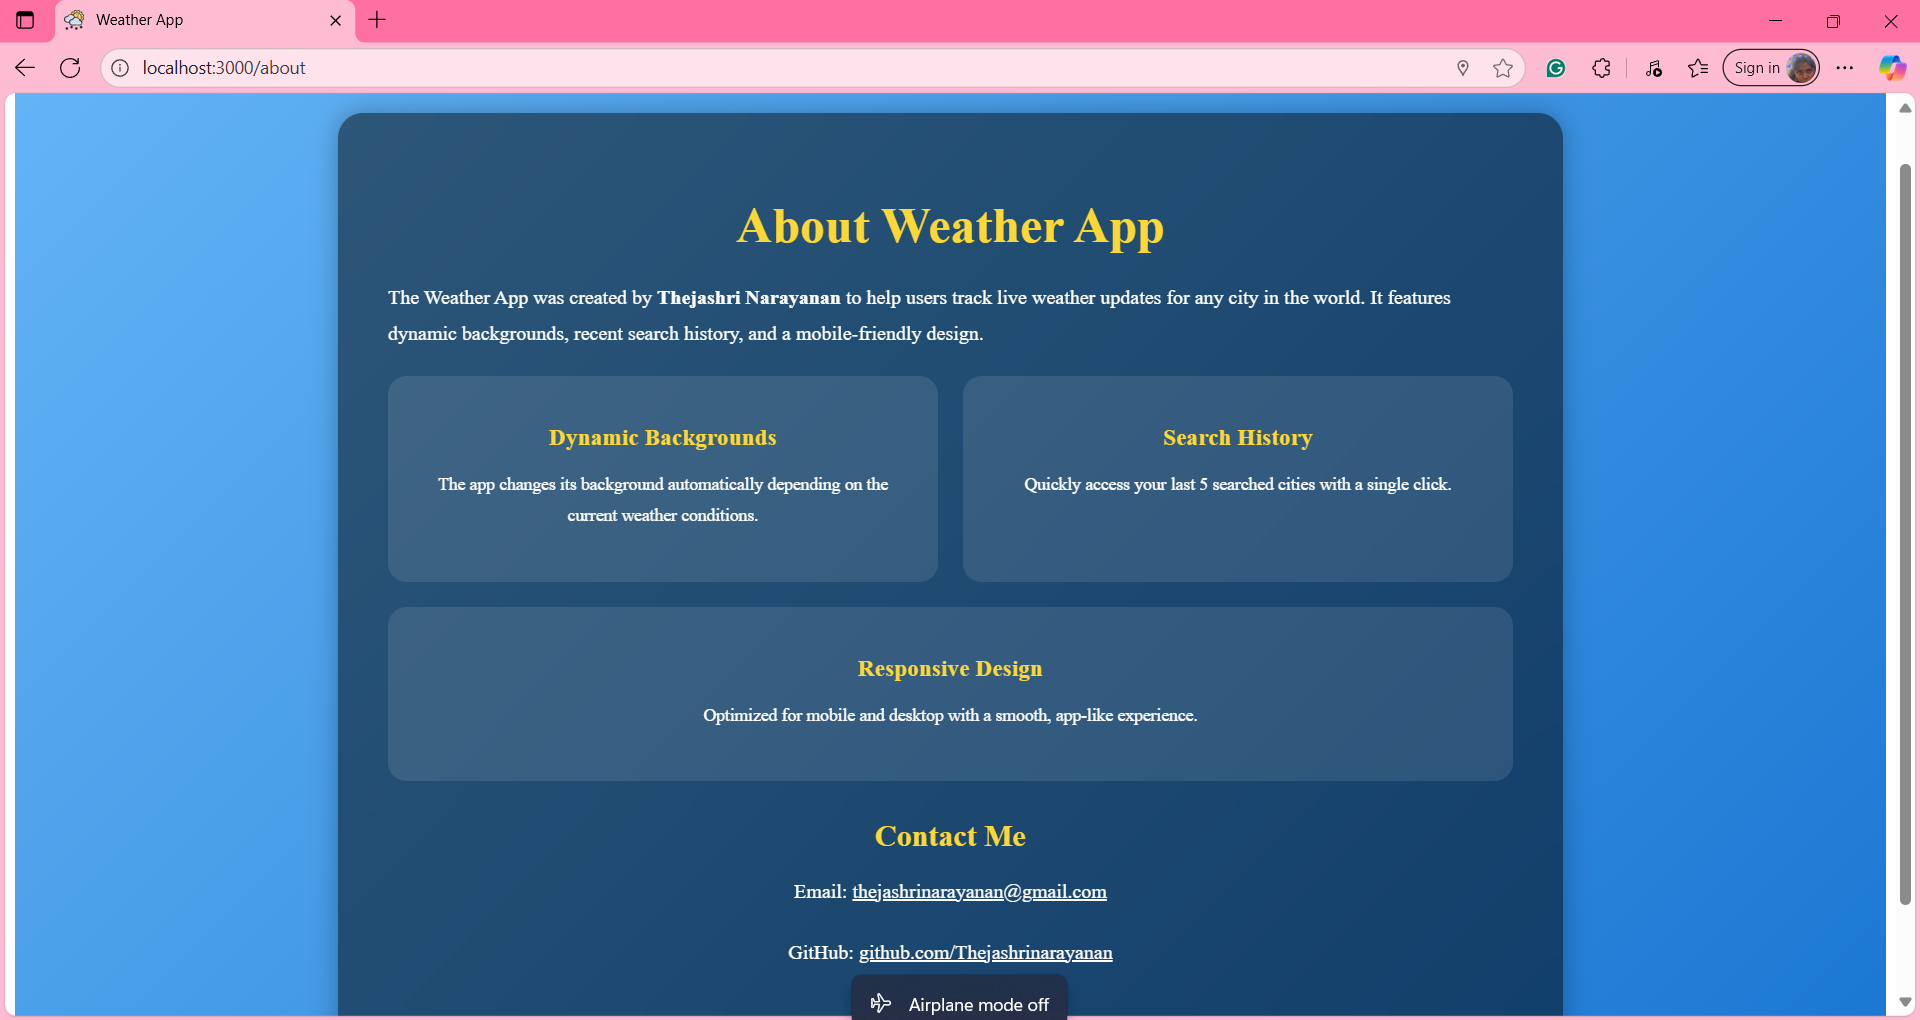 Weather App
localhost:3000/about
Sign in
About Weather App
The Weather App was created by Thejashri Narayanan to help users track live weather updates for any city in the world. It features
dynamic backgrounds, recent search history, and a mobile-friendly design.
Dynamic Backgrounds
The app changes its background automatically depending on the
current weather conditions.
Search History
Quickly access your last 5 searched cities with a single click.
Responsive Design
Optimized for mobile and desktop with a smooth, app-like experience.
Contact Me
Email: thejashrinarayanan@gmail.com
GitHub: github.com/Thejashrinarayanan
Airplane mode off